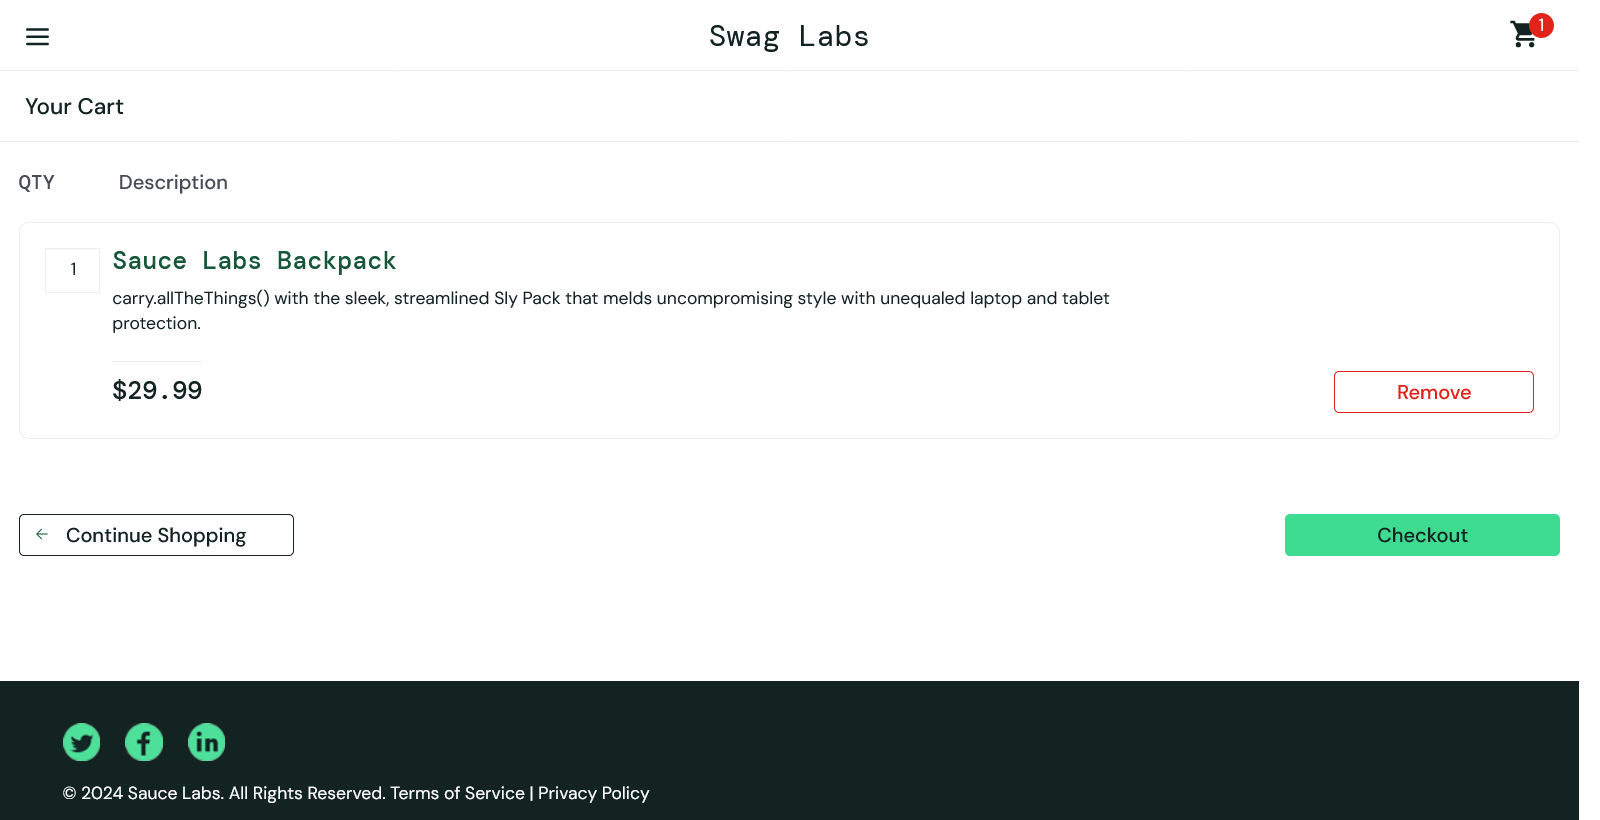 Swag Labs
1
Your Cart
QTY Description
1
Sauce Labs Backpack
carry.allTheThings() with the sleek, streamlined Sly Pack that melds uncompromising style with unequaled laptop and tablet
protection.
$29.99
Remove
Continue Shopping
Checkout
© 2024 Sauce Labs. All Rights Reserved. Terms of Service | Privacy Policy